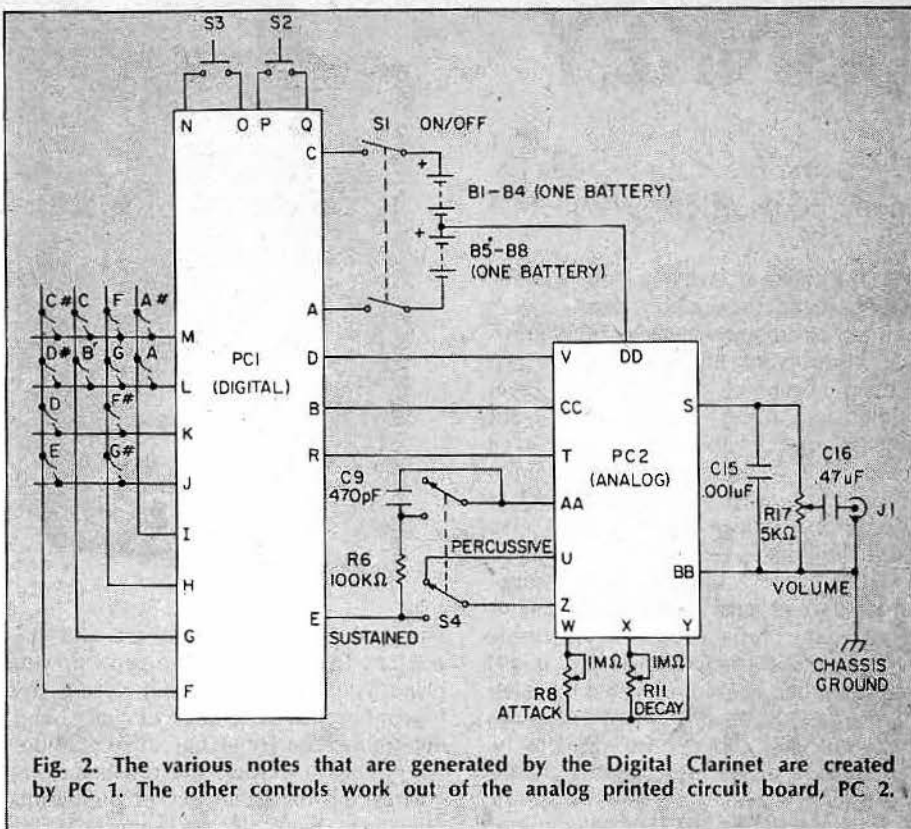 S3 S2
N O P Q
S1 ON/OFF
C
+
B1-B4 (ONE BATTERY)
+
B5-B8
(ONE BATTERY)
A
C# C F A#
M
D# B G A
L
D F#
K
E G#
J
I
H
G
F
PC1
(DIGITAL)
D
B
R
E
V DD
CC
T
PC2
(ANALOG)
AA
U
Z
W X Y
S
BB
C9
470pF
R6
100KΩ
PERCUSSIVE
SUSTAINED
S4
C15
.001uF
R17
5KΩ
C16
.47uF
J1
VOLUME
CHASSIS
GROUND
1MΩ 1MΩ
R8 R11
ATTACK DECAY
Fig. 2. The various notes that are generated by the Digital Clarinet are created
by PC 1. The other controls work out of the analog printed circuit board, PC 2.